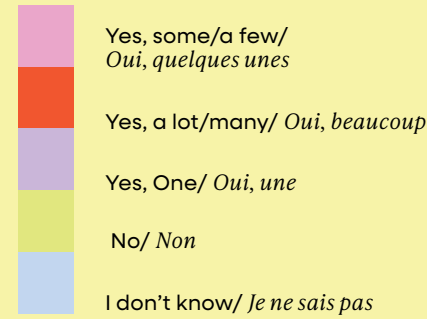 Yes, some/a few/
Oui, quelques unes
Yes, a lot/many/ Oui, beaucoup
Yes, One/ Oui, une
No/ Non
I don’t know/ Je ne sais pas